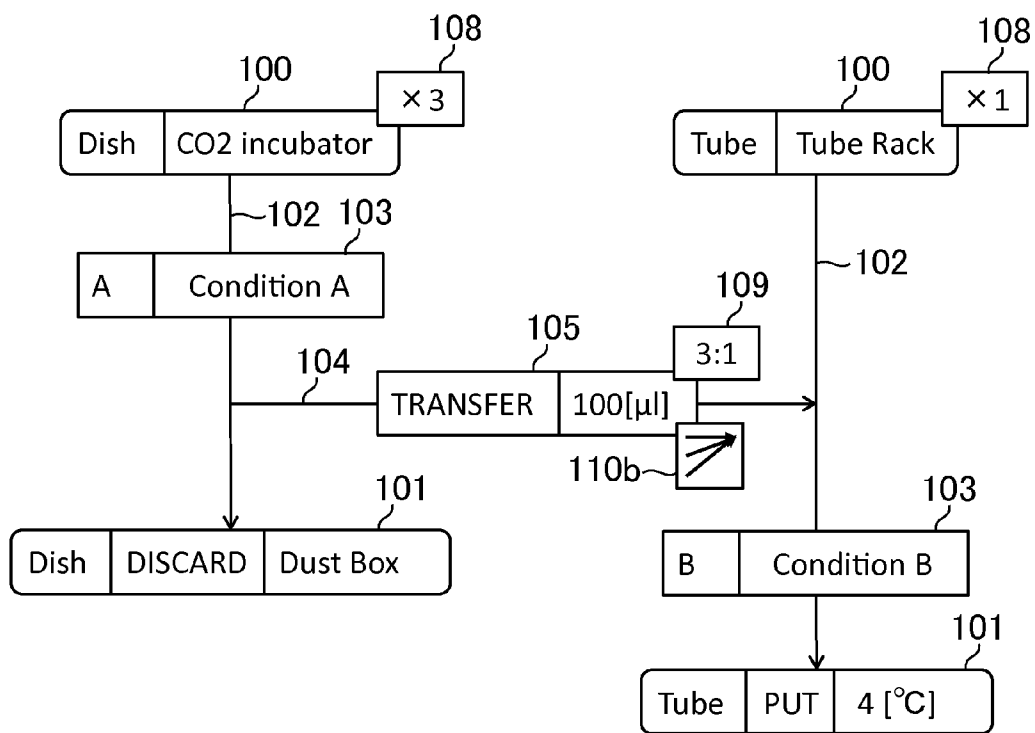 108
100
×3
Dish
CO2 incubator
102
103
A
Condition A
108
100
×1
Tube
Tube Rack
102
109
3:1
105
104
TRANSFER
100[μl]
110b
101
Dish
DISCARD
Dust Box
103
B
Condition B
101
Tube
PUT
4 [℃]